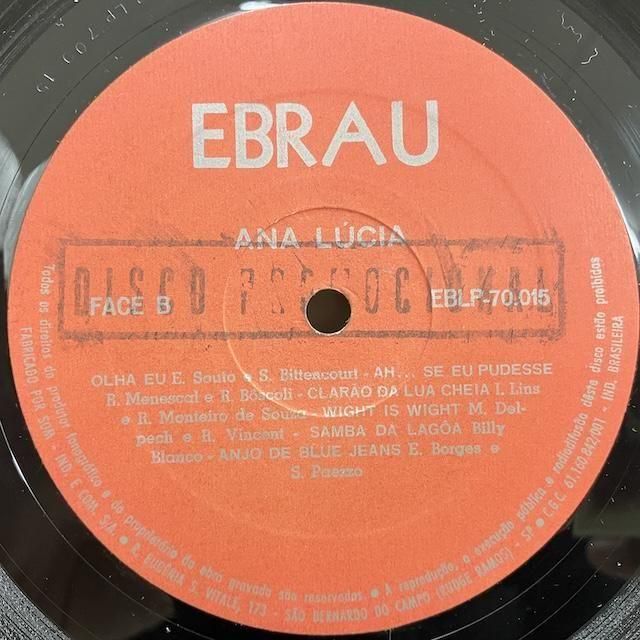 EBRAU
ANA LÚCIA
DISCO PROMOCIONAL
FACE B
EBLP-70.015
OLHA EU E. Souto e S. Bittencourt - AH... SE EU PUDESSE
R. Menescal e R. Bôscoli - CLARÃO DA LUA CHEIA I. Lins
e R. Monteiro de Souza - WIGHT IS WIGHT M. Del-
pech e R. Vincent - SAMBA DA LAGÔA Billy
Blanco - ANJO DE BLUE JEANS E. Borges e
S. Paezzo
Todos os direitos do produtor fonográfico e do proprietário da obra gravada são reservados. • A reprodução, a execução pública e radiodifusão dêste disco estão proibidas
FABRICADO POR SOM - IND. E COM. S/A. • R. EUGÊNIA S. VITALE, 173 - SÃO BERNARDO DO CAMPO (RUDGE RAMOS) - SP • C G C 61.160.842/001 - IND. BRASILEIRA